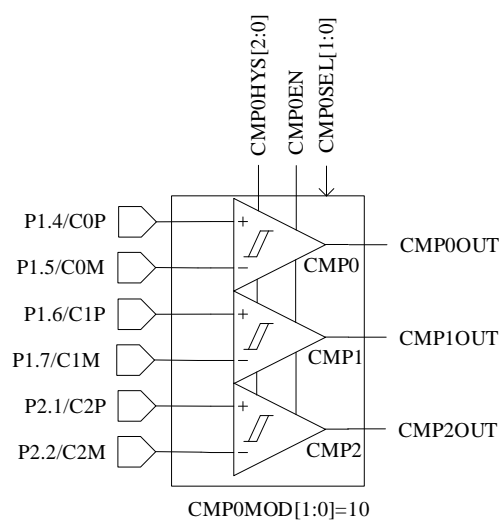 CMP0HYS[2:0]
CMP0EN
CMP0SEL[1:0]
P1.4/C0P
+
CMP0OUT
P1.5/C0M
−
CMP0
P1.6/C1P
+
CMP1OUT
P1.7/C1M
−
CMP1
P2.1/C2P
+
CMP2OUT
P2.2/C2M
−
CMP2
CMP0MOD[1:0]=10